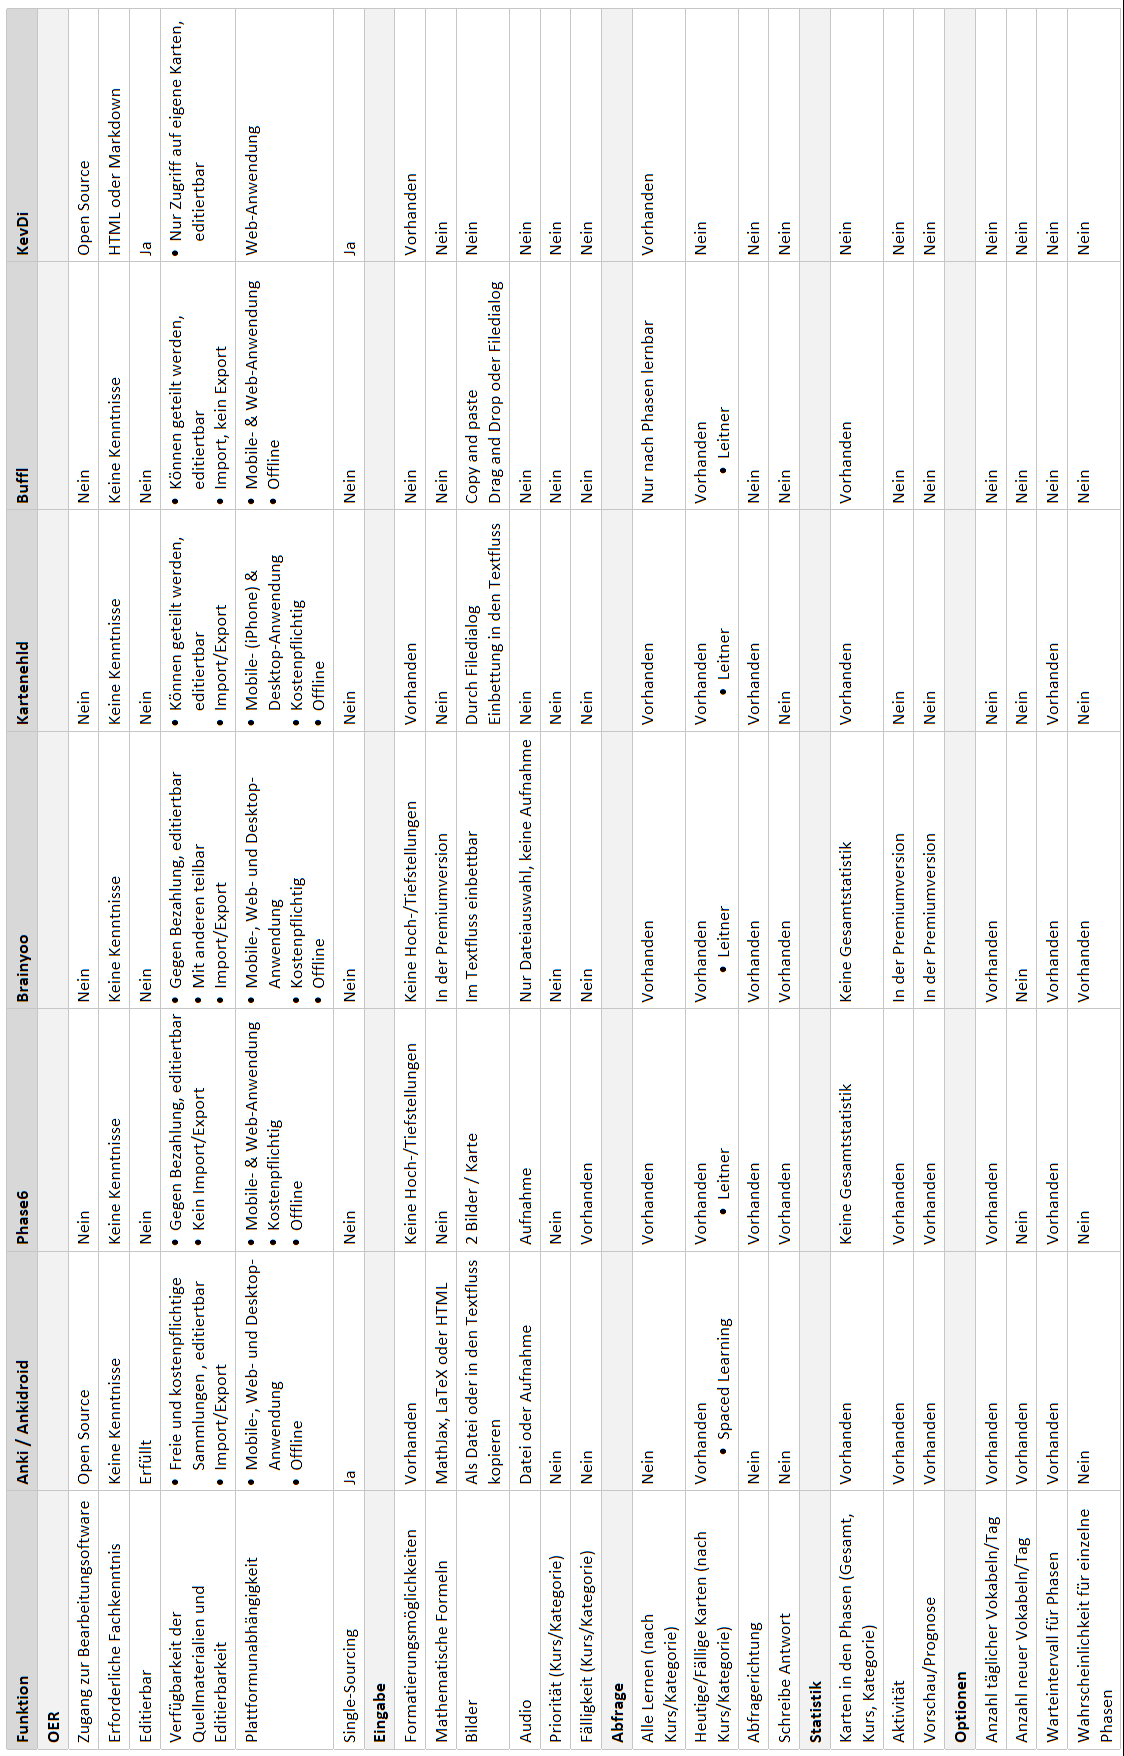 Funktion
Anki / Ankidroid
Phase6
Brainyoo
Kartenehld
Buffl
KevDi
OER
Zugang zur Bearbeitungsoftware
Open Source
Nein
Nein
Nein
Nein
Open Source
Erforderliche Fachkenntnis
Keine Kenntnisse
Keine Kenntnisse
Keine Kenntnisse
Keine Kenntnisse
Keine Kenntnisse
HTML oder Markdown
Editierbar
Erfüllt
Nein
Nein
Nein
Nein
Ja
Verfügbarkeit der
Quellmaterialien und
Editierbarkeit
• Freie und kostenpflichtige
Sammlungen , editiertbar
• Import/Export
• Gegen Bezahlung, editiertbar
• Kein Import/Export
• Gegen Bezahlung, editiertbar
• Mit anderen teilbar
• Import/Export
• Können geteilt werden,
editiertbar
• Import/Export
• Können geteilt werden,
editiertbar
• Import, kein Export
• Nur Zugriff auf eigene Karten,
editiertbar
Plattformunabhängigkeit
• Mobile-, Web- und Desktop-
Anwendung
• Offline
• Mobile- & Web-Anwendung
• Kostenpflichtig
• Offline
• Mobile-, Web- und Desktop-
Anwendung
• Kostenpflichtig
• Offline
• Mobile- (iPhone) &
Desktop-Anwendung
• Kostenpflichtig
• Offline
• Mobile- & Web-Anwendung
• Offline
Web-Anwendung
Single-Sourcing
Ja
Nein
Nein
Nein
Nein
Ja
Eingabe
Formatierungsmöglichkeiten
Vorhanden
Keine Hoch-/Tiefstellungen
Keine Hoch-/Tiefstellungen
Vorhanden
Nein
Vorhanden
Mathematische Formeln
MathJax, LaTeX oder HTML
Nein
In der Premiumversion
Nein
Nein
Nein
Bilder
Als Datei oder in den Textfluss
kopieren
2 Bilder / Karte
Im Textfluss einbettbar
Durch Filedialog
Einbettung in den Textfluss
Copy and paste
Drag and Drop oder Filedialog
Nein
Audio
Datei oder Aufnahme
Aufnahme
Nur Dateiauswahl, keine Aufnahme
Nein
Nein
Nein
Priorität (Kurs/Kategorie)
Nein
Nein
Nein
Nein
Nein
Nein
Fälligkeit (Kurs/Kategorie)
Nein
Vorhanden
Nein
Nein
Nein
Nein
Abfrage
Alle Lernen (nach
Kurs/Kategorie)
Nein
Vorhanden
Vorhanden
Vorhanden
Nur nach Phasen lernbar
Vorhanden
Heutige/Fällige Karten (nach
Kurs/Kategorie)
Vorhanden
• Spaced Learning
Vorhanden
• Leitner
Vorhanden
• Leitner
Vorhanden
• Leitner
Vorhanden
• Leitner
Nein
Abfragerichtung
Nein
Vorhanden
Vorhanden
Vorhanden
Nein
Nein
Schreibe Antwort
Nein
Vorhanden
Vorhanden
Nein
Nein
Nein
Statistik
Karten in den Phasen (Gesamt,
Kurs, Kategorie)
Vorhanden
Keine Gesamtstatistik
Keine Gesamtstatistik
Vorhanden
Vorhanden
Nein
Aktivität
Vorhanden
Vorhanden
In der Premiumversion
Nein
Nein
Nein
Vorschau/Prognose
Vorhanden
Vorhanden
In der Premiumversion
Nein
Nein
Nein
Optionen
Anzahl täglicher Vokabeln/Tag
Vorhanden
Vorhanden
Vorhanden
Nein
Nein
Nein
Anzahl neuer Vokabeln/Tag
Vorhanden
Nein
Nein
Nein
Nein
Nein
Warteintervall für Phasen
Vorhanden
Vorhanden
Vorhanden
Vorhanden
Nein
Nein
Wahrscheinlichkeit für einzelne
Phasen
Nein
Nein
Vorhanden
Nein
Nein
Nein